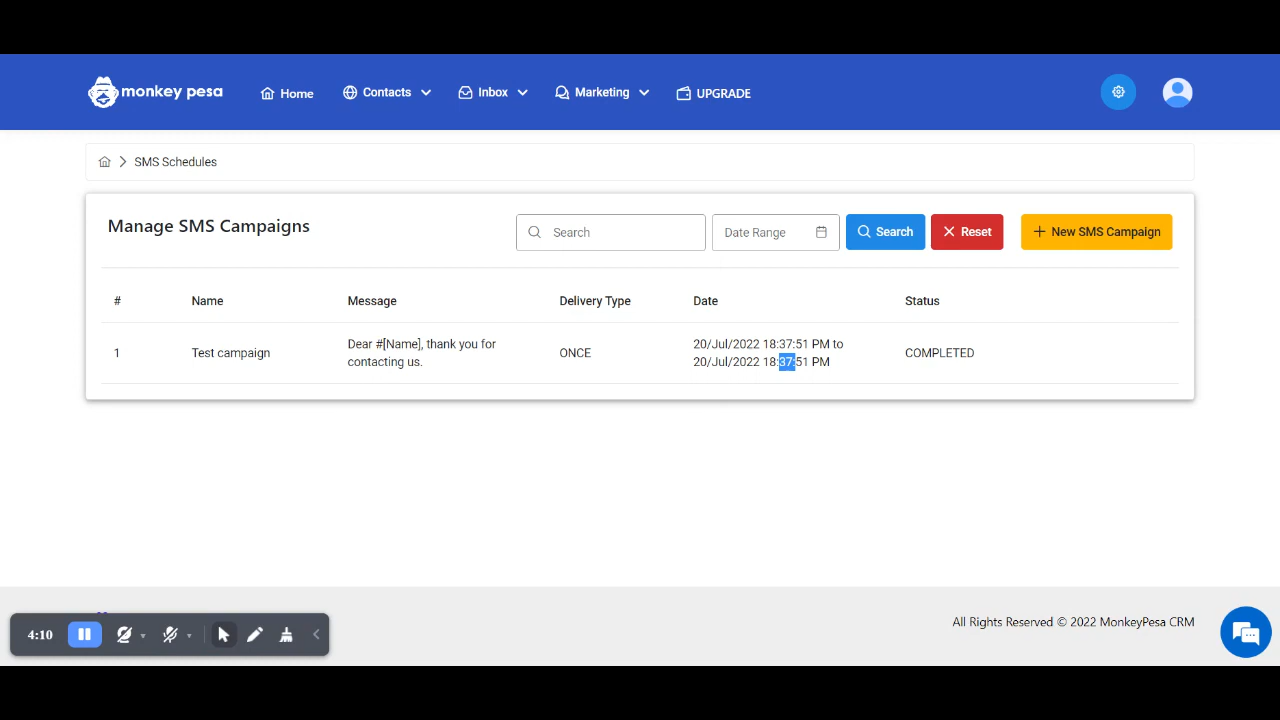 monkey pesa Home Contacts Inbox Marketing UPGRADE
SMS Schedules
Manage SMS Campaigns Search Date Range Search Reset New SMS Campaign
# Name Message Delivery Type Date Status
1 Test campaign Dear #[Name], thank you for contacting us. ONCE 20/Jul/2022 18:37:51 PM to 20/Jul/2022 18:37:51 PM COMPLETED
All Rights Reserved © 2022 MonkeyPesa CRM
4:10